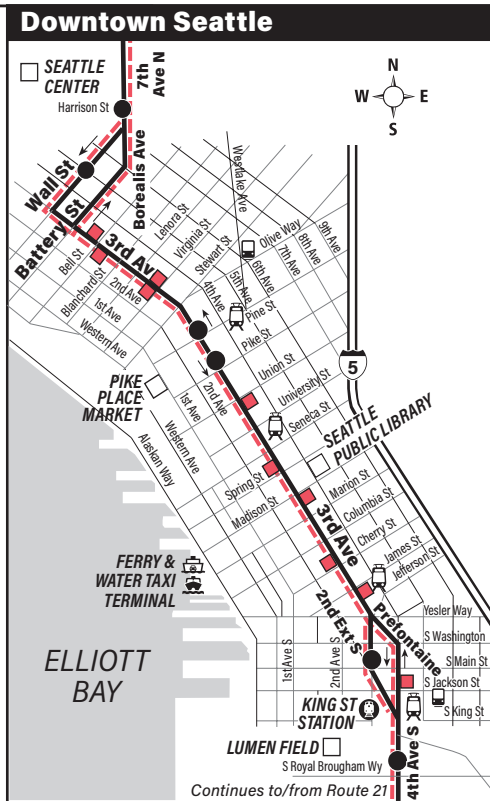 Downtown Seattle
SEATTLE
CENTER
7th
Ave N
N
W
E
S
Harrison St
Wall St
Borealis Ave
Battery St
Westlake Ave
Lenora St
Virginia St
Stewart St
Olive Way
9th Ave
8th Ave
7th Ave
6th Ave
5th Ave
4th Ave
3rd Av
Bell St
Blanchard St
2nd Ave
1st Ave
Western Ave
Pine St
Pike St
Union St
University St
Seneca St
5
PIKE
PLACE
MARKET
2nd Ave
1st Ave
Western Ave
Alaskan Way
SEATTLE
PUBLIC LIBRARY
Spring St
Madison St
Marion St
Columbia St
Cherry St
James St
Jefferson St
3rd Ave
FERRY &
WATER TAXI
TERMINAL
Yesler Way
Prefontaine
S Washington
S Main St
S Jackson St
S King St
2nd Ext S
1st Ave S
2nd Ave S
ELLIOTT
BAY
KING ST
STATION
LUMEN FIELD
S Royal Brougham Wy
4th Ave S
Continues to/from Route 21